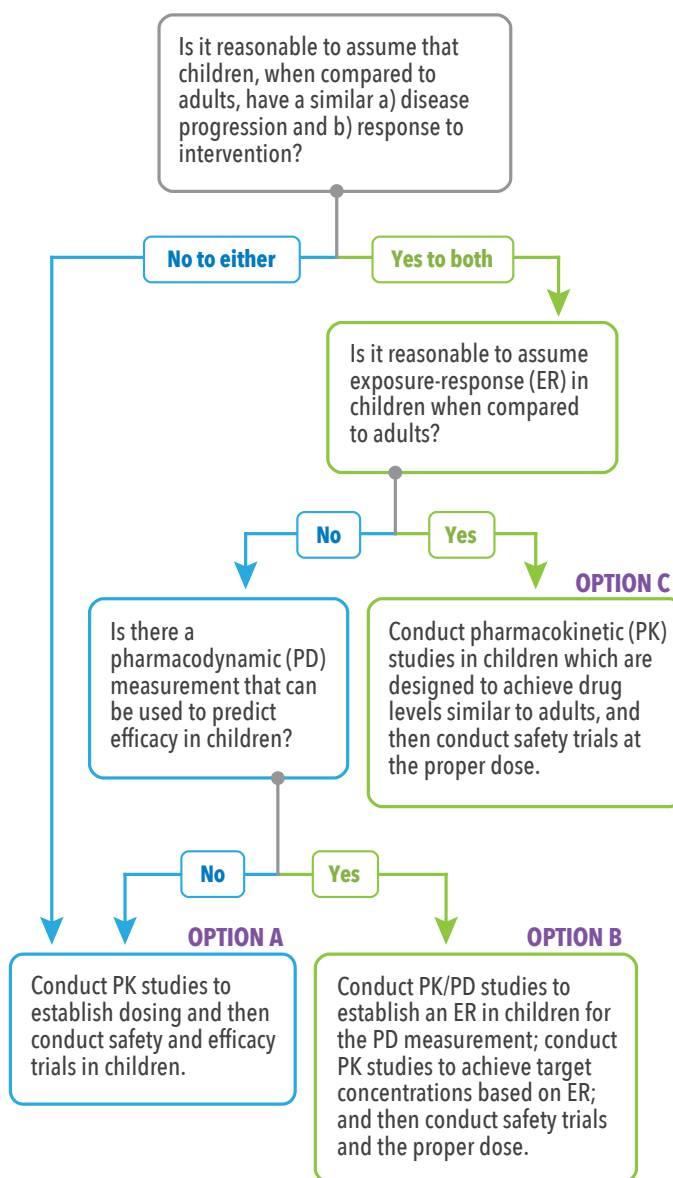 Is it reasonable to assume that
children, when compared to
adults, have a similar a) disease
progression and b) response to
intervention?
No to either
Yes to both
Is it reasonable to assume
exposure-response (ER) in
children when compared
to adults?
No
Yes
OPTION C
Is there a
pharmacodynamic (PD)
measurement that can
be used to predict
efficacy in children?
Conduct pharmacokinetic (PK)
studies in children which are
designed to achieve drug
levels similar to adults, and
then conduct safety trials at
the proper dose.
No
Yes
OPTION A
OPTION B
Conduct PK studies to
establish dosing and then
conduct safety and efficacy
trials in children.
Conduct PK/PD studies to
establish an ER in children for
the PD measurement; conduct
PK studies to achieve target
concentrations based on ER;
and then conduct safety trials
and the proper dose.